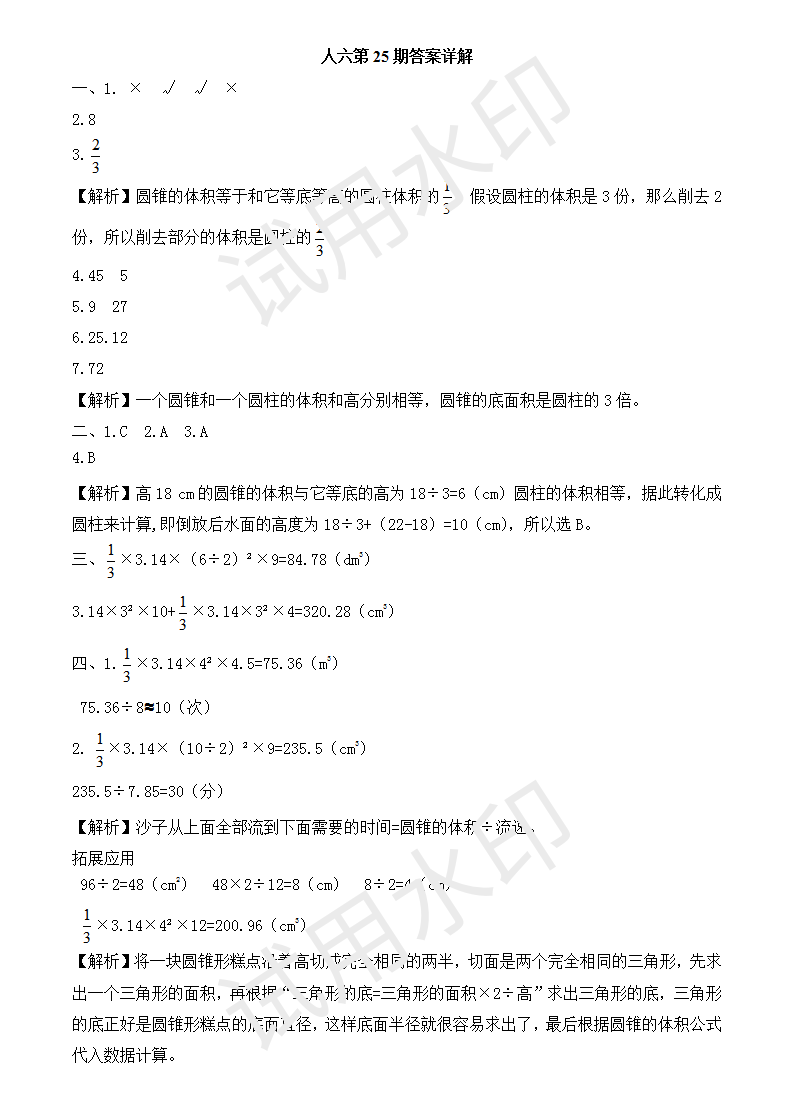 人六第25期答案详解
一、1. × √ √ ×
2.8
3. 2/3
【解析】圆锥的体积等于和它等底等高的圆柱体积的1/3 假设圆柱的体积是3份，那么削去2
份，所以削去部分的体积是圆柱的 /3
4.45 5
5.9 27
6.25.12
7.72
【解析】一个圆锥和一个圆柱的体积和高分别相等，圆锥的底面积是圆柱的3倍。
二、1.C 2.A 3.A
4.B
【解析】高18 cm的圆锥的体积与它等底的高为18÷3=6（cm）圆柱的体积相等，据此转化成
圆柱来计算,即倒放后水面的高度为18÷3+（22-18）=10（cm），所以选B。
三、1/3×3.14×（6÷2）²×9=84.78（dm³）
3.14×3²×10+1/3×3.14×3²×4=320.28（cm³）
四、1. 1/3×3.14×4²×4.5=75.36（m³）
75.36÷8≈10（次）
2. 1/3×3.14×（10÷2）²×9=235.5（cm³）
235.5÷7.85=30（分）
【解析】沙子从上面全部流到下面需要的时间=圆锥的体积÷流速。
拓展应用
96÷2=48（cm²） 48×2÷12=8（cm） 8÷2=4（cm）
1/3×3.14×4²×12=200.96（cm³）
【解析】将一块圆锥形糕点沿着高切成完全相同的两半，切面是两个完全相同的三角形，先求
出一个三角形的面积，再根据“三角形的底=三角形的面积×2÷高”求出三角形的底，三角形
的底正好是圆锥形糕点的底面直径，这样底面半径就很容易求出了，最后根据圆锥的体积公式
代入数据计算。
试用水印
试用水印